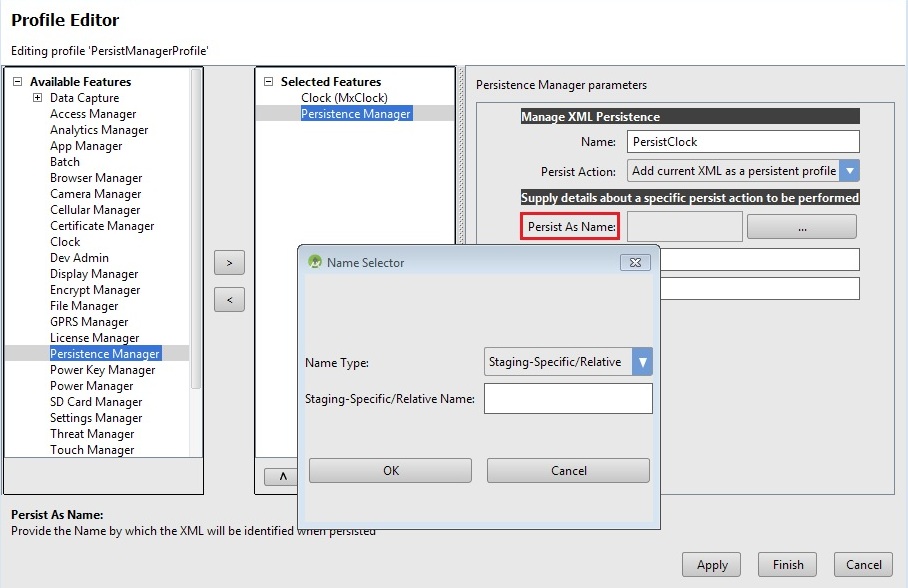 Profile Editor
Editing profile 'PersistManagerProfile'
Available Features
Data Capture
Access Manager
Analytics Manager
App Manager
Batch
Browser Manager
Camera Manager
Cellular Manager
Certificate Manager
Clock
Dev Admin
Display Manager
Encrypt Manager
File Manager
GPRS Manager
License Manager
Persistence Manager
Power Key Manager
Power Manager
SD Card Manager
Settings Manager
Threat Manager
Touch Manager
>
<
Selected Features
Clock (MxClock)
Persistence Manager
Persistence Manager parameters
Manage XML Persistence
Name: PersistClock
Persist Action: Add current XML as a persistent profile
Supply details about a specific persist action to be performed
Persist As Name: ...
Name Selector
Name Type: Staging-Specific/Relative
Staging-Specific/Relative Name:
OK Cancel
Persist As Name:
Provide the Name by which the XML will be identified when persisted
Apply Finish Cancel